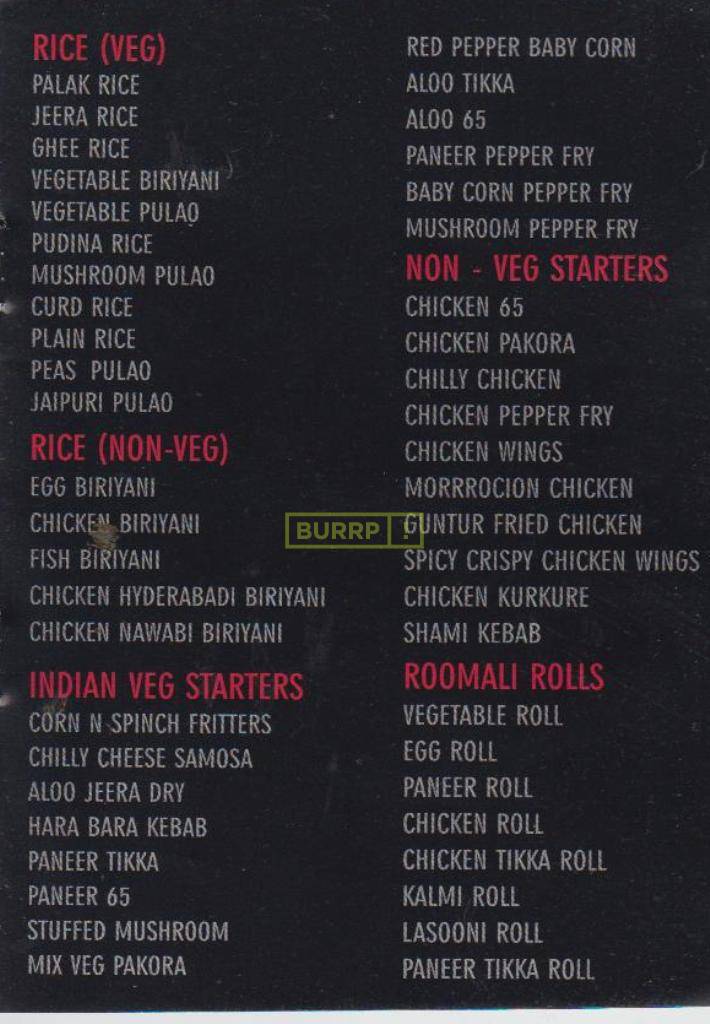 RICE (VEG)
PALAK RICE
JEERA RICE
GHEE RICE
VEGETABLE BIRIYANI
VEGETABLE PULAO
PUDINA RICE
MUSHROOM PULAO
CURD RICE
PLAIN RICE
PEAS PULAO
JAIPURI PULAO
RICE (NON-VEG)
EGG BIRIYANI
CHICKEN BIRIYANI
FISH BIRIYANI
CHICKEN HYDERABADI BIRIYANI
CHICKEN NAWABI BIRIYANI
INDIAN VEG STARTERS
CORN N SPINCH FRITTERS
CHILLY CHEESE SAMOSA
ALOO JEERA DRY
HARA BARA KEBAB
PANEER TIKKA
PANEER 65
STUFFED MUSHROOM
MIX VEG PAKORA
RED PEPPER BABY CORN
ALOO TIKKA
ALOO 65
PANEER PEPPER FRY
BABY CORN PEPPER FRY
MUSHROOM PEPPER FRY
NON - VEG STARTERS
CHICKEN 65
CHICKEN PAKORA
CHILLY CHICKEN
CHICKEN PEPPER FRY
CHICKEN WINGS
MORRROCION CHICKEN
GUNTUR FRIED CHICKEN
SPICY CRISPY CHICKEN WINGS
CHICKEN KURKURE
SHAMI KEBAB
ROOMALI ROLLS
VEGETABLE ROLL
EGG ROLL
PANEER ROLL
CHICKEN ROLL
CHICKEN TIKKA ROLL
KALMI ROLL
LASOONI ROLL
PANEER TIKKA ROLL
BURRP !